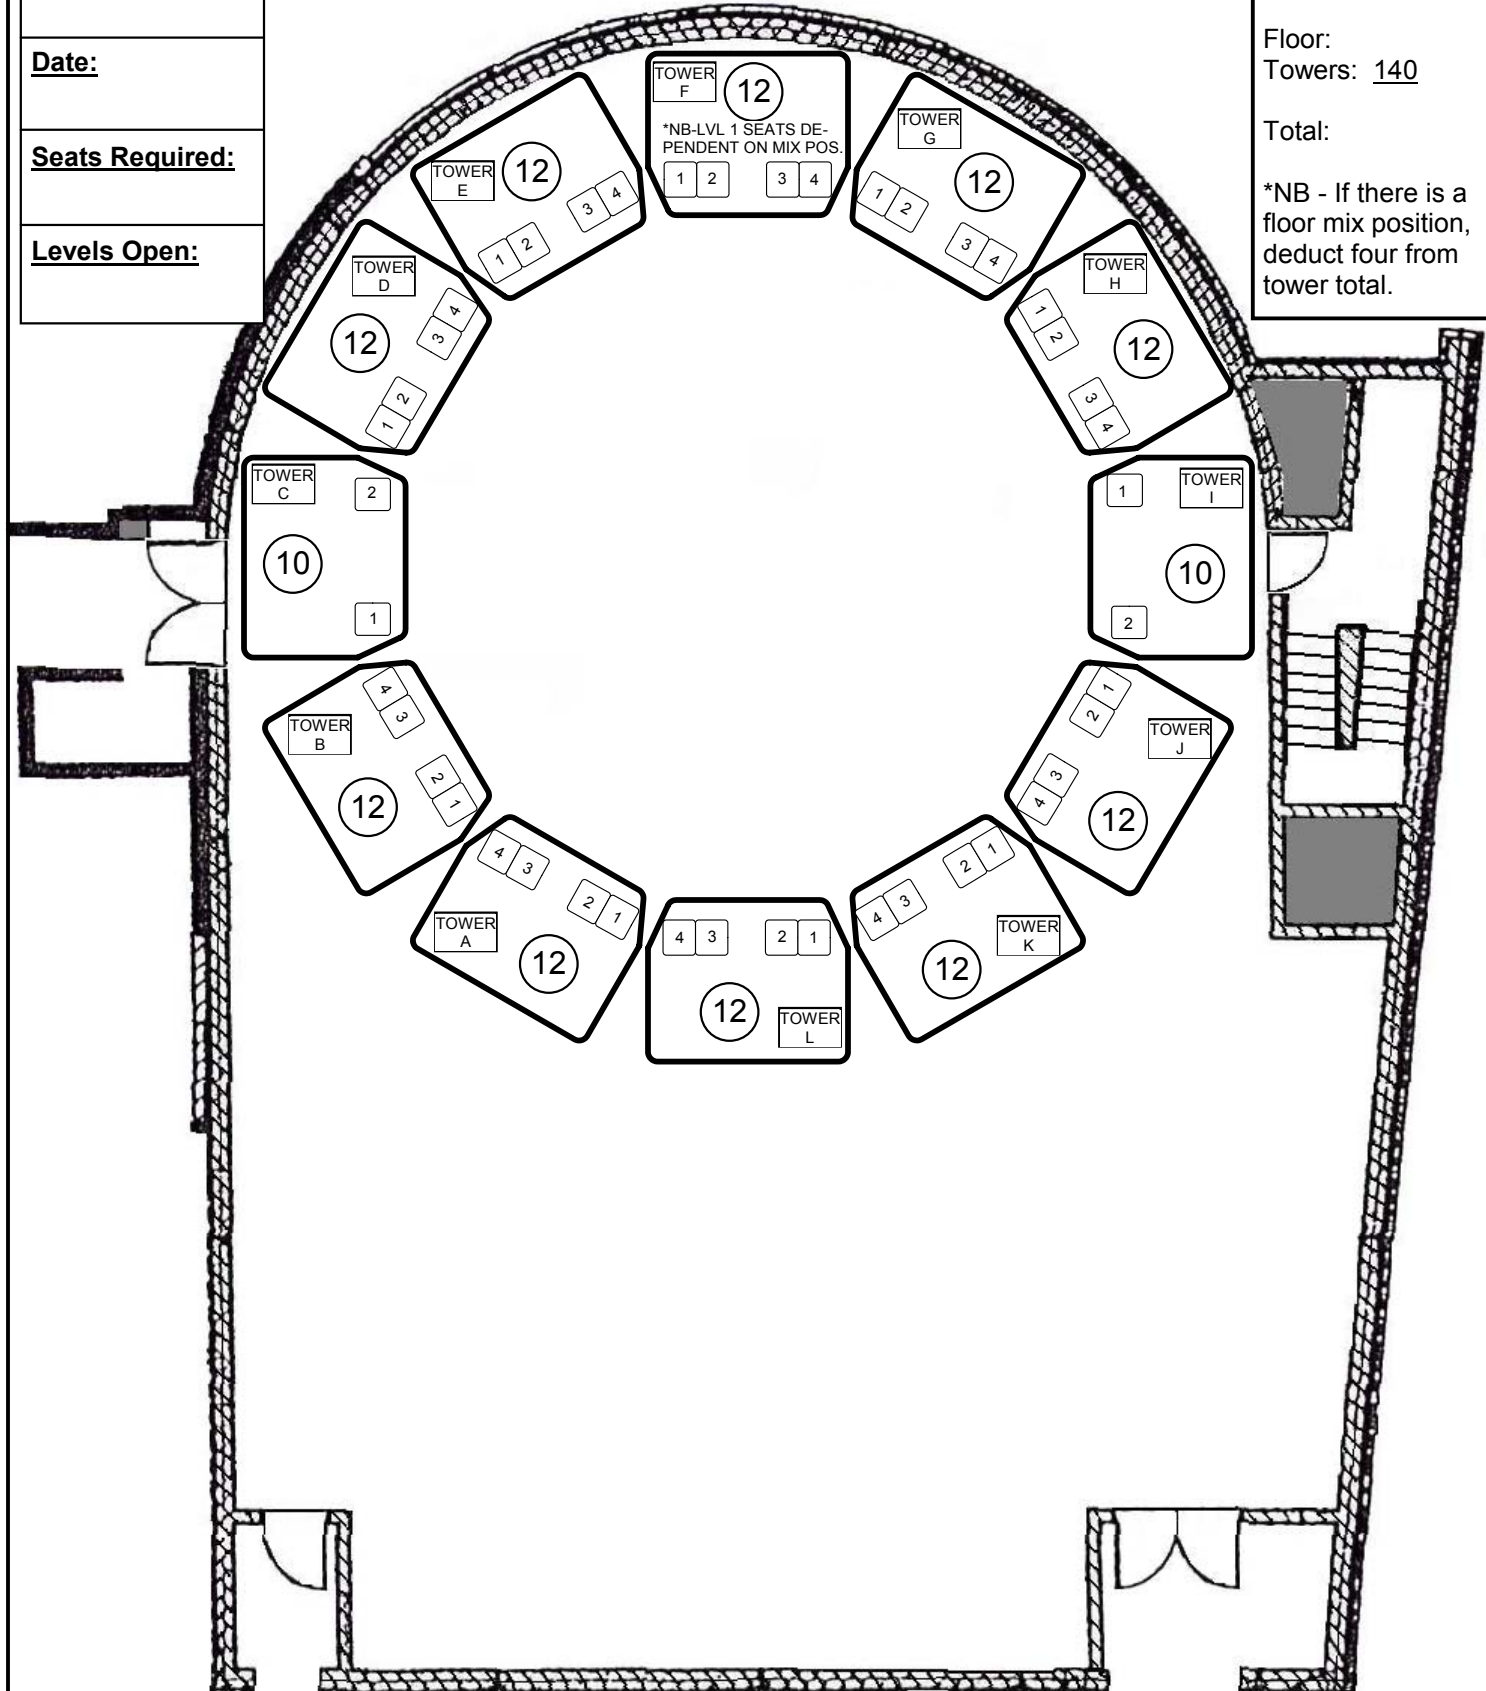 Date:
Seats Required:
Levels Open:
Floor:
Towers: 140
Total:
*NB - If there is a
floor mix position,
deduct four from
tower total.
TOWER
F
12
*NB-LVL 1 SEATS DE-
PENDENT ON MIX POS.
1 2 3 4
TOWER
E
12
1 2 3 4
TOWER
G
12
1 2 3 4
TOWER
D
12
1 2 3 4
TOWER
H
12
1 2 3 4
TOWER
C
2
10
1
1
TOWER
I
10
2
TOWER
B
4 3
12
2 1
1 2
TOWER
J
3 4
12
4 3 2 1
TOWER
A
12
4 3 2 1
12
TOWER
L
2 1
4 3
TOWER
K
12